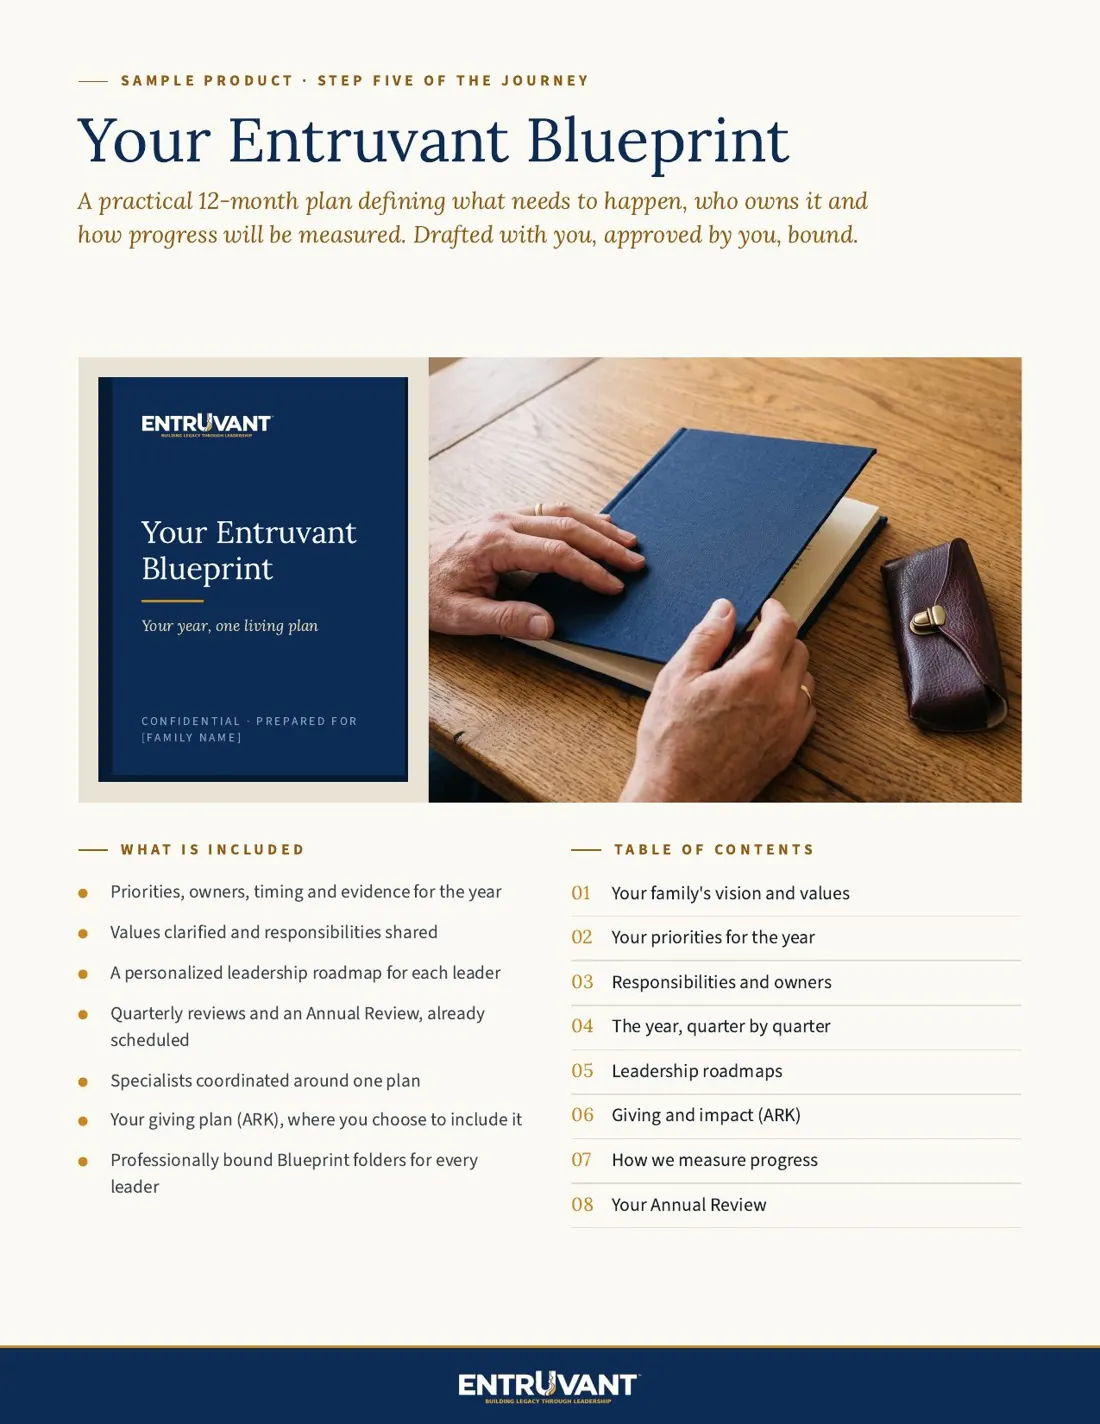 SAMPLE PRODUCT · STEP FIVE OF THE JOURNEY
Your Entruvant Blueprint
A practical 12-month plan defining what needs to happen, who owns it and
how progress will be measured. Drafted with you, approved by you, bound.
ENTRUVANT
BUILDING LEGACY THROUGH LEADERSHIP
Your Entruvant
Blueprint
Your year, one living plan
CONFIDENTIAL · PREPARED FOR
[FAMILY NAME]
WHAT IS INCLUDED
Priorities, owners, timing and evidence for the year
Values clarified and responsibilities shared
A personalized leadership roadmap for each leader
Quarterly reviews and an Annual Review, already
scheduled
Specialists coordinated around one plan
Your giving plan (ARK), where you choose to include it
Professionally bound Blueprint folders for every
leader
TABLE OF CONTENTS
01 Your family's vision and values
02 Your priorities for the year
03 Responsibilities and owners
04 The year, quarter by quarter
05 Leadership roadmaps
06 Giving and impact (ARK)
07 How we measure progress
08 Your Annual Review
ENTRUVANT
BUILDING LEGACY THROUGH LEADERSHIP